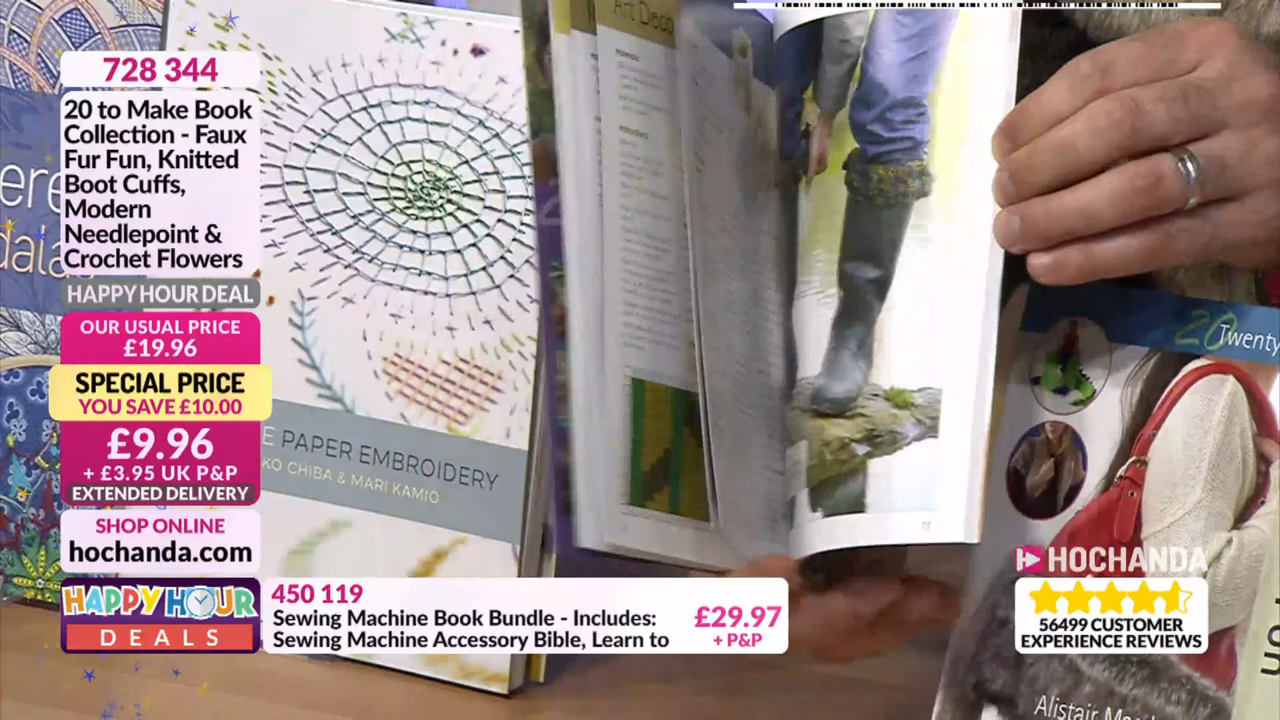 728 344
20 to Make Book
Collection - Faux
Fur Fun, Knitted
Boot Cuffs,
Modern
Needlepoint &
Crochet Flowers
HAPPY HOUR DEAL
OUR USUAL PRICE
£19.96
SPECIAL PRICE
YOU SAVE £10.00
£9.96
+ £3.95 UK P&P
EXTENDED DELIVERY
SHOP ONLINE
hochanda.com
HAPPY HOUR
DEALS
450 119
Sewing Machine Book Bundle - Includes:
Sewing Machine Accessory Bible, Learn to
£29.97
+ P&P
HOCHANDA
56499 CUSTOMER
EXPERIENCE REVIEWS
E PAPER EMBROIDERY
KO CHIBA & MARI KAMIO
Art Deco
20 Twenty
Alistair